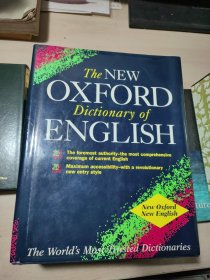 The NEW
OXFORD
Dictionary of
ENGLISH
The foremost authority-the most comprehensive
coverage of current English
Maximum accessibility-with a revolutionary
new entry style
New Oxford
New English
The World's Most Trusted Dictionaries